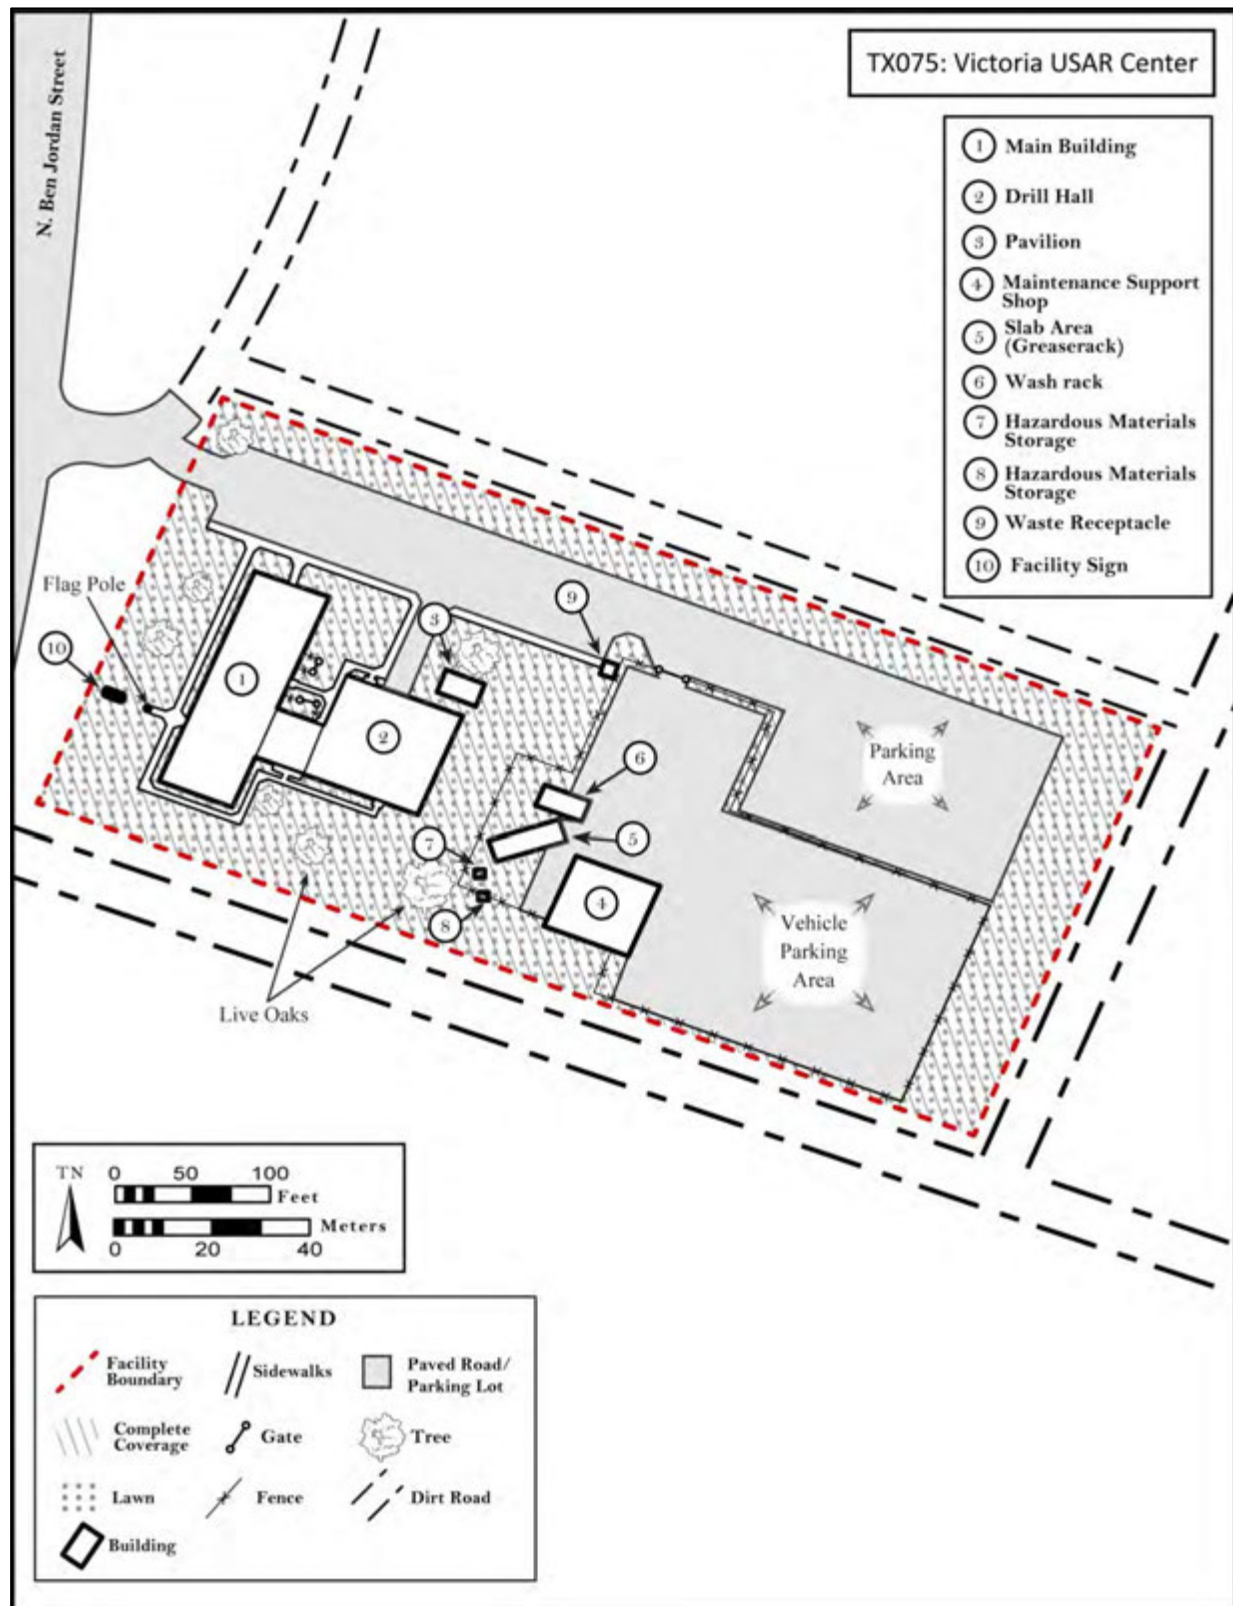 TX075: Victoria USAR Center
N. Ben Jordan Street
1 Main Building
2 Drill Hall
3 Pavilion
4 Maintenance Support
Shop
5 Slab Area
(Greaserack)
6 Wash rack
7 Hazardous Materials
Storage
8 Hazardous Materials
Storage
9 Waste Receptacle
10 Facility Sign
Flag Pole
10
1
2
3
9
6
5
7
8
4
Parking
Area
Vehicle
Parking
Area
Live Oaks
TN
0 50 100
Feet
Meters
0 20 40
LEGEND
Facility
Boundary
Sidewalks
Paved Road/
Parking Lot
Complete
Coverage
Gate
Tree
Lawn
Fence
Dirt Road
Building